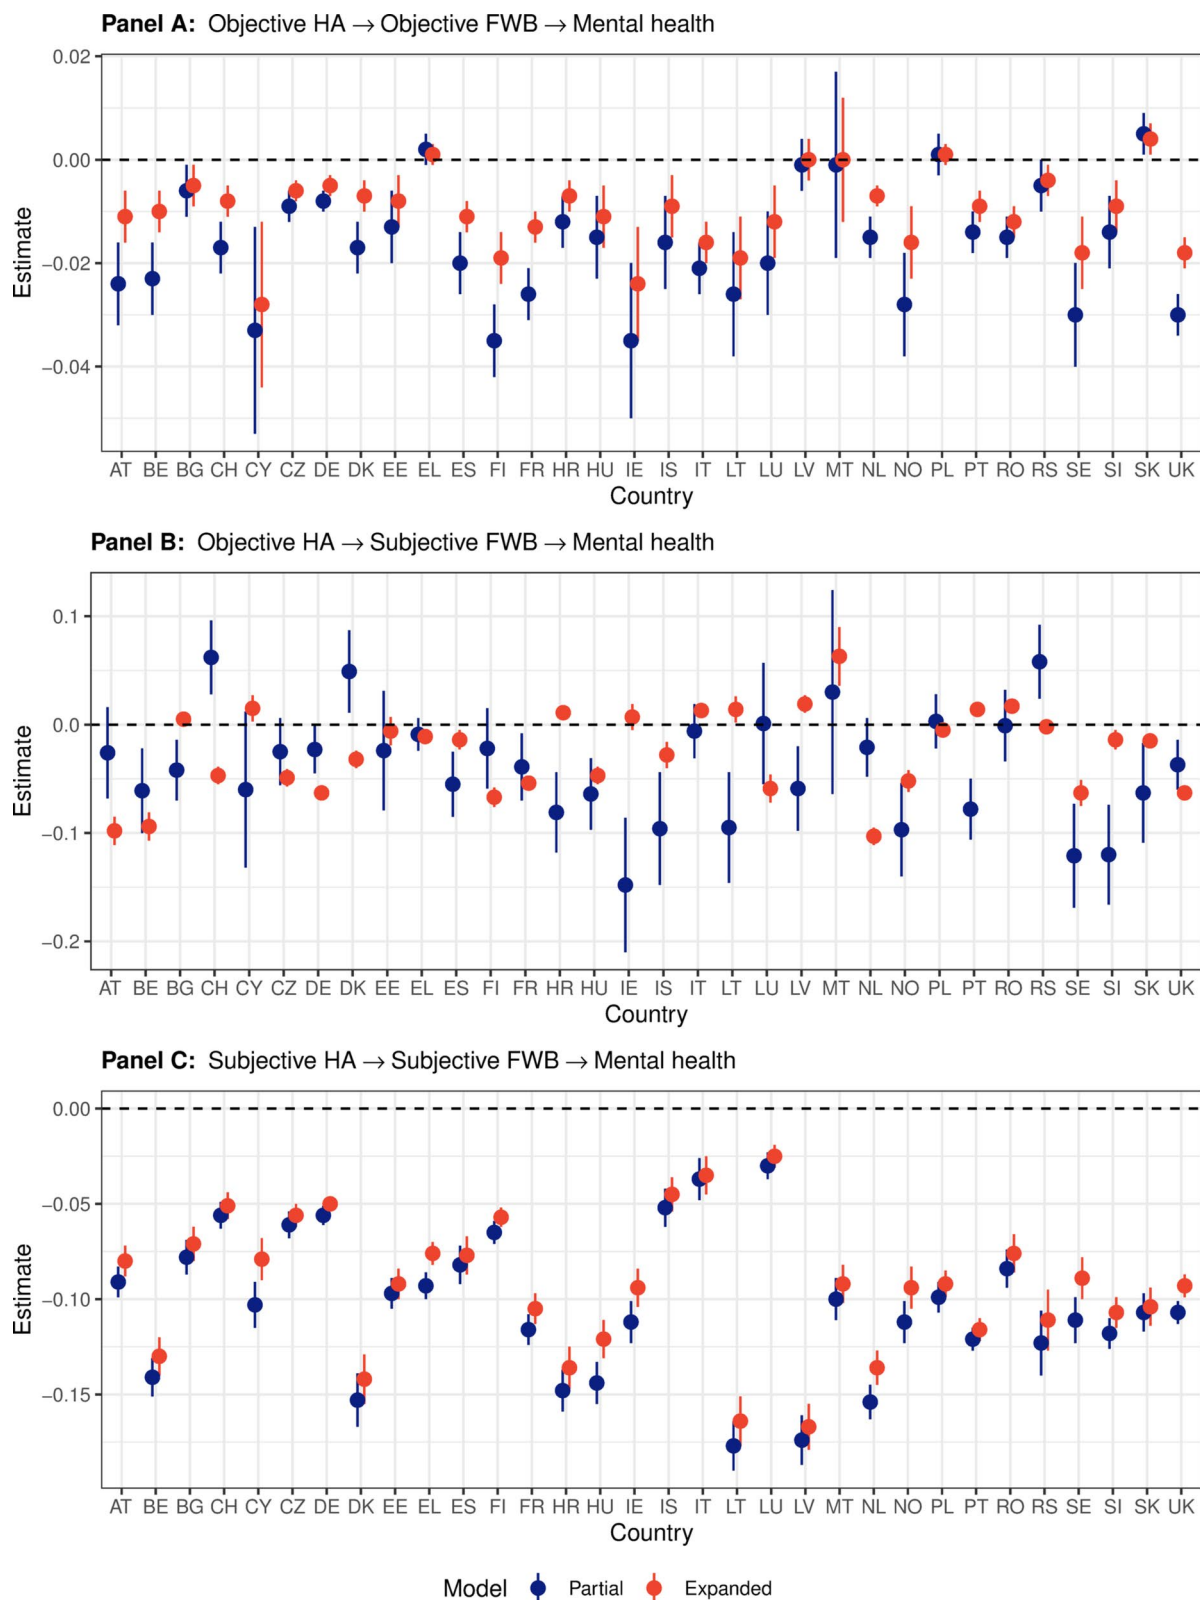 Panel A: Objective HA → Objective FWB → Mental health
0.02
0.00
−0.02
−0.04
Estimate
AT BE BG CH CY CZ DE DK EE EL ES FI FR HR HU IE IS IT LT LU LV MT NL NO PL PT RO RS SE SI SK UK
Country
Panel B: Objective HA → Subjective FWB → Mental health
0.1
0.0
−0.1
−0.2
Estimate
AT BE BG CH CY CZ DE DK EE EL ES FI FR HR HU IE IS IT LT LU LV MT NL NO PL PT RO RS SE SI SK UK
Country
Panel C: Subjective HA → Subjective FWB → Mental health
0.00
−0.05
−0.10
−0.15
Estimate
AT BE BG CH CY CZ DE DK EE EL ES FI FR HR HU IE IS IT LT LU LV MT NL NO PL PT RO RS SE SI SK UK
Country
Model Partial Expanded